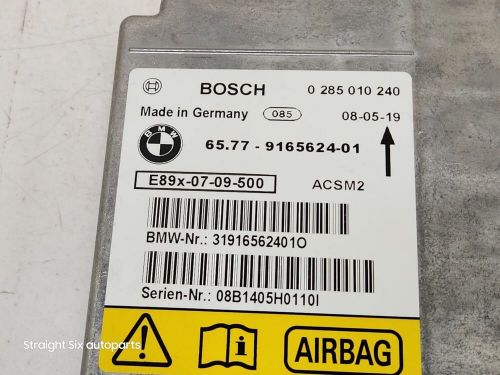 BOSCH 0 285 010 240
Made in Germany 085 08-05-19
BMW 65.77 - 9165624-01
E89x-07-09-500 ACSM2
BMW-Nr.: 31916562401O
Serien-Nr.: 08B1405H0110I
i AIRBAG
Straight Six autoparts